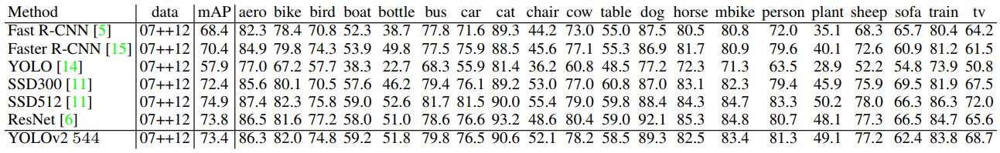 Method data mAP aero bike bird boat bottle bus car cat chair cow table dog horse mbike person plant sheep sofa train tv
Fast R-CNN [5] 07++12 68.4 82.3 78.4 70.8 52.3 38.7 77.8 71.6 89.3 44.2 73.0 55.0 87.5 80.5 80.8 72.0 35.1 68.3 65.7 80.4 64.2
Faster R-CNN [15] 07++12 70.4 84.9 79.8 74.3 53.9 49.8 77.5 75.9 88.5 45.6 77.1 55.3 86.9 81.7 80.9 79.6 40.1 72.6 60.9 81.2 61.5
YOLO [14] 07++12 57.9 77.0 67.2 57.7 38.3 22.7 68.3 55.9 81.4 36.2 60.8 48.5 77.2 72.3 71.3 63.5 28.9 52.2 54.8 73.9 50.8
SSD300 [11] 07++12 72.4 85.6 80.1 70.5 57.6 46.2 79.4 76.1 89.2 53.0 77.0 60.8 87.0 83.1 82.3 79.4 45.9 75.9 69.5 81.9 67.5
SSD512 [11] 07++12 74.9 87.4 82.3 75.8 59.0 52.6 81.7 81.5 90.0 55.4 79.0 59.8 88.4 84.3 84.7 83.3 50.2 78.0 66.3 86.3 72.0
ResNet [6] 07++12 73.8 86.5 81.6 77.2 58.0 51.0 78.6 76.6 93.2 48.6 80.4 59.0 92.1 85.3 84.8 80.7 48.1 77.3 66.5 84.7 65.6
YOLOv2 544 07++12 73.4 86.3 82.0 74.8 59.2 51.8 79.8 76.5 90.6 52.1 78.2 58.5 89.3 82.5 83.4 81.3 49.1 77.2 62.4 83.8 68.7